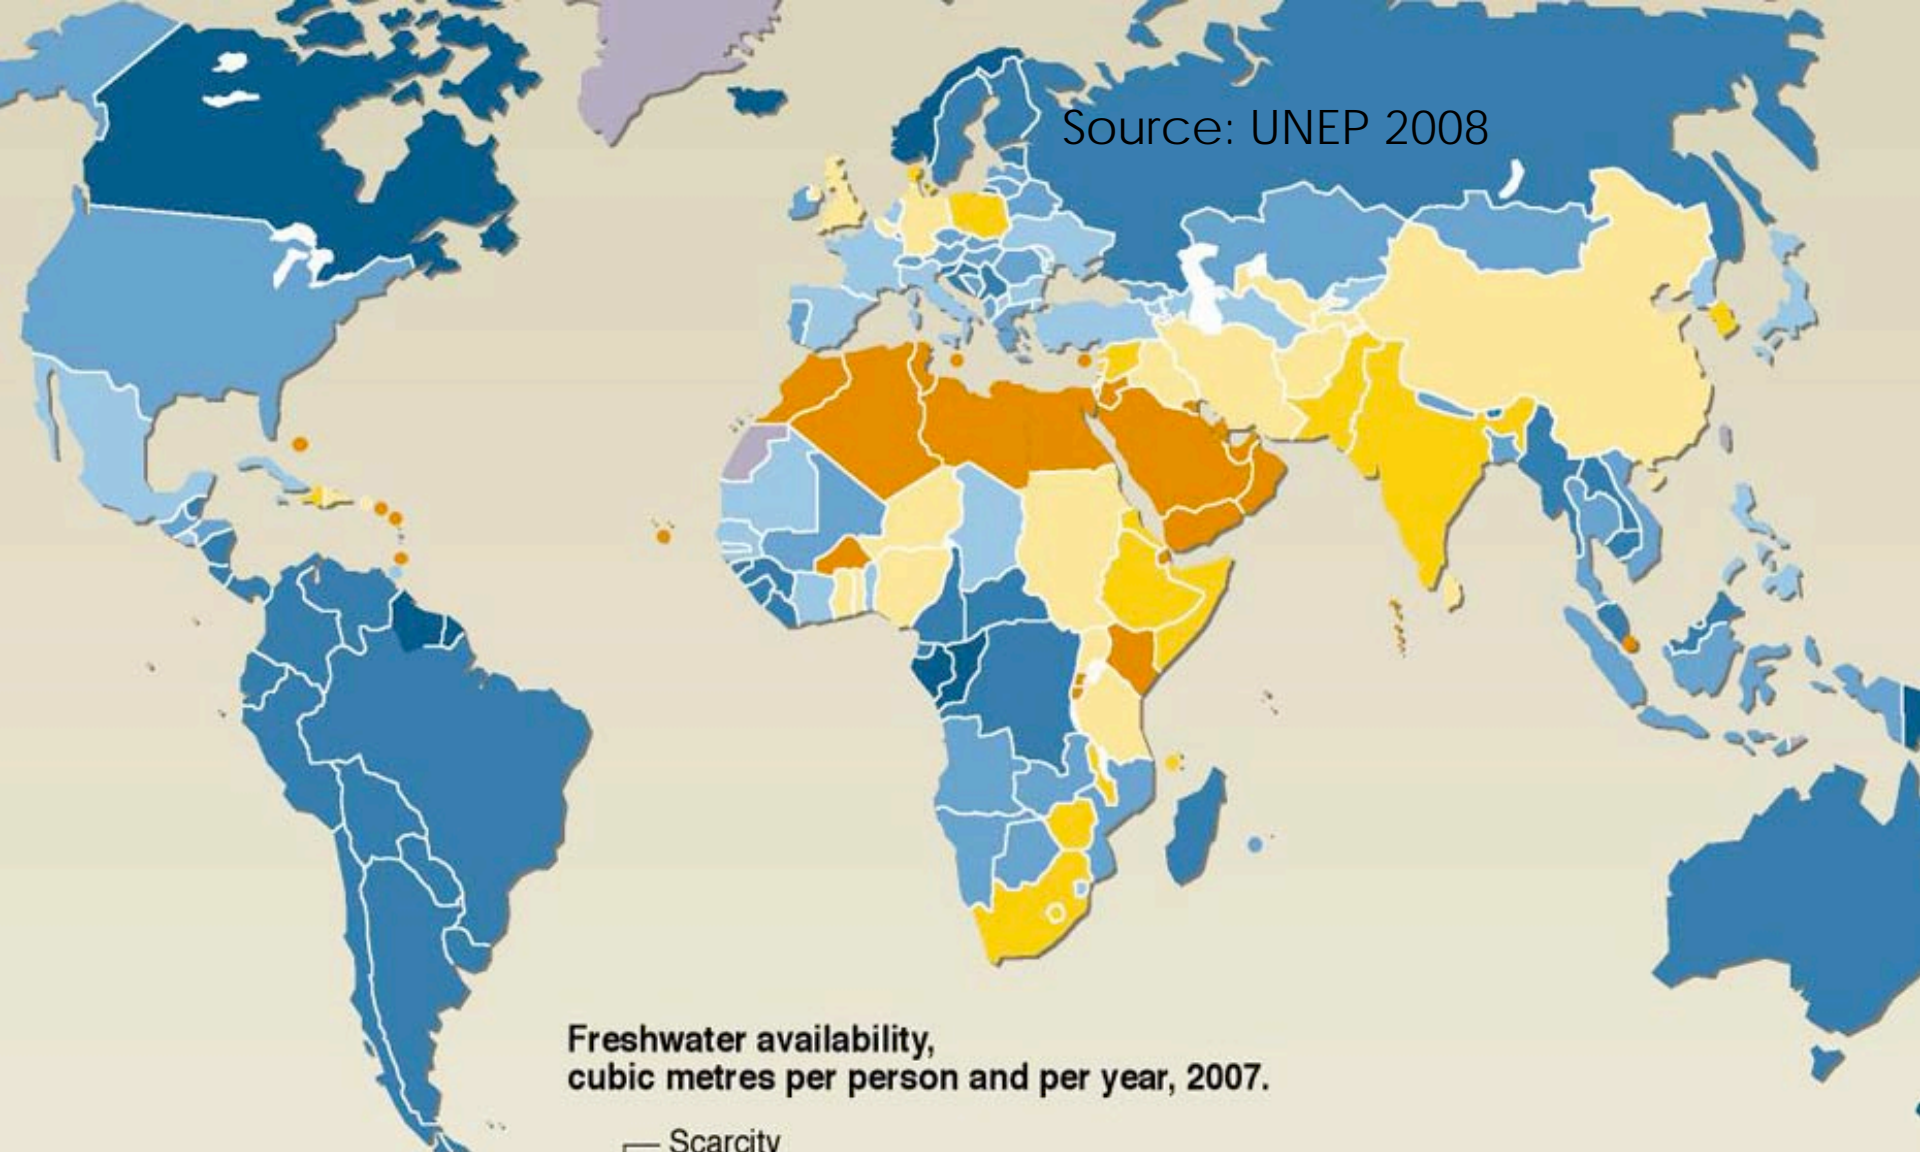 Source: UNEP 2008
Freshwater availability,
cubic metres per person and per year, 2007.
Scarcity